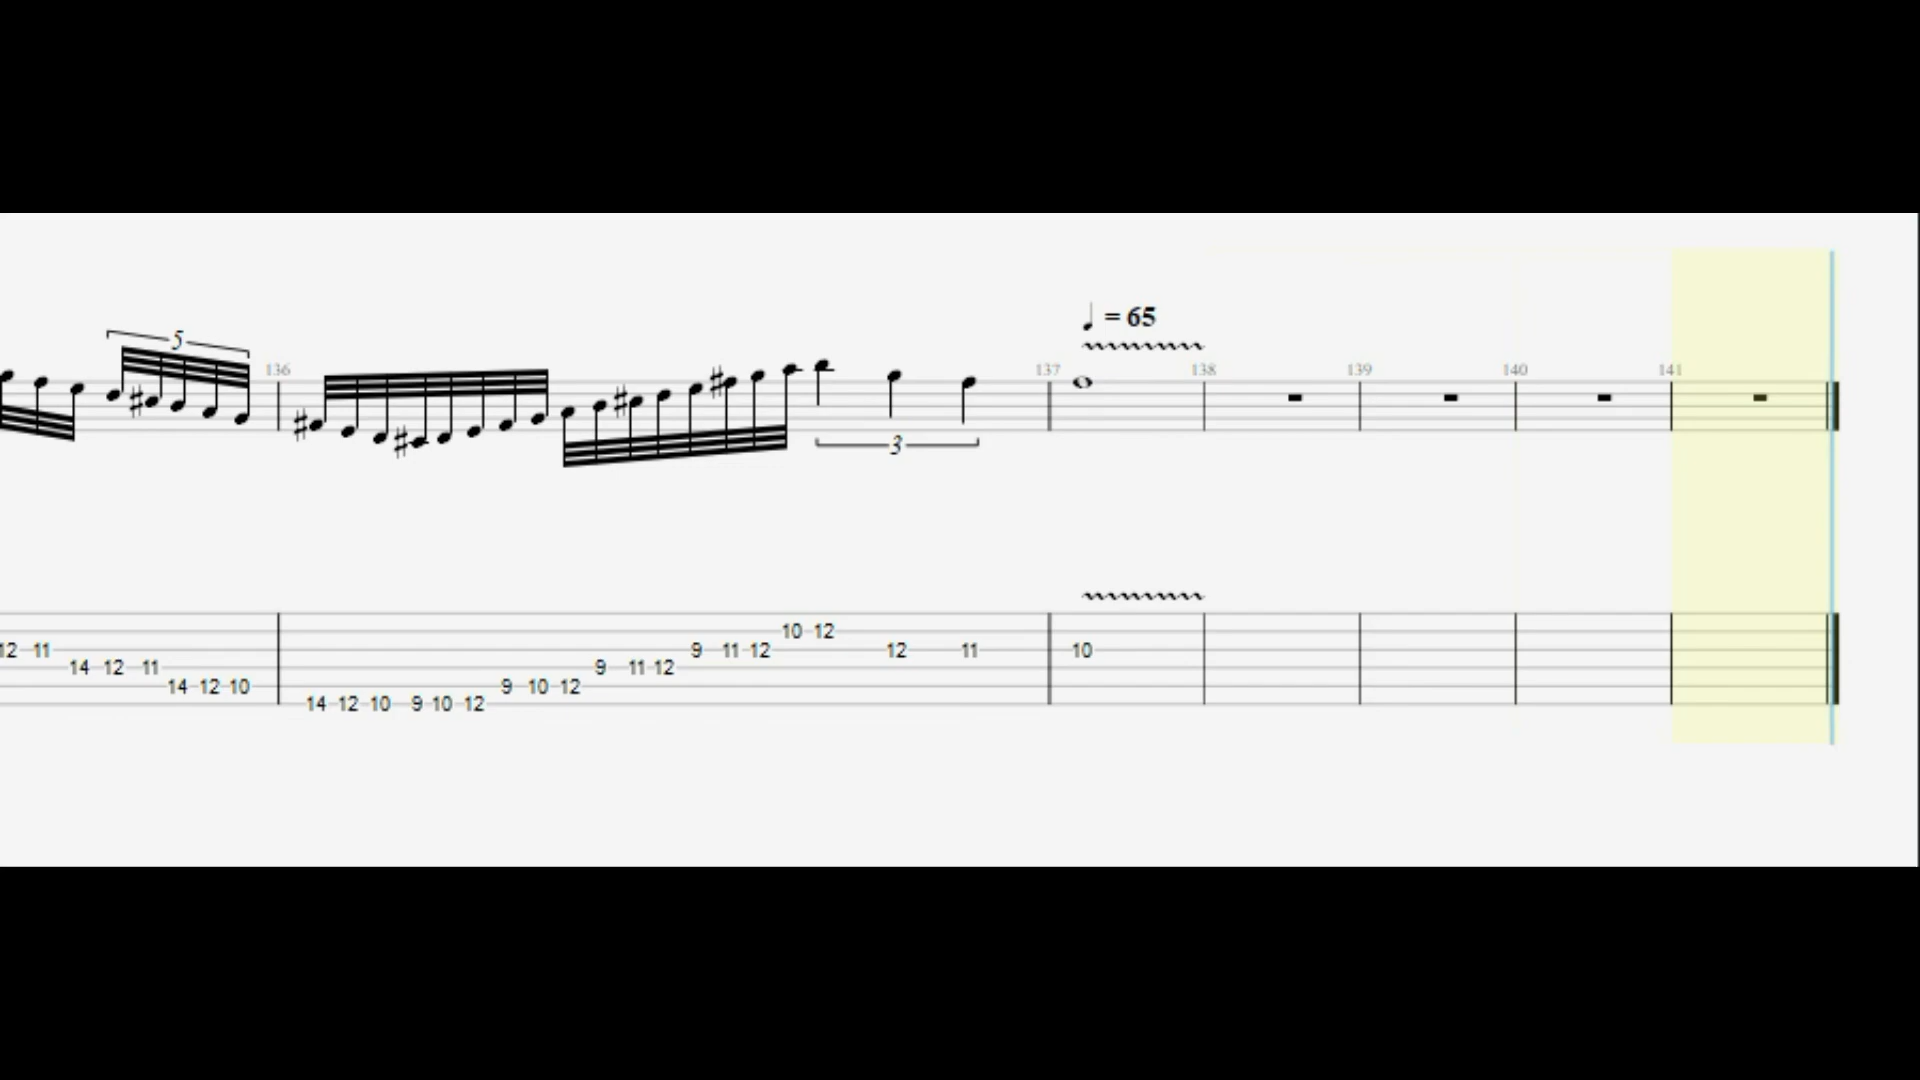 = 65
5
136 137 138 139 140 141
3
10 12
12 11 9 11 12 12 11 10
14 12 11 9 11 12
14 12 10 9 10 12
14 12 10 9 10 12